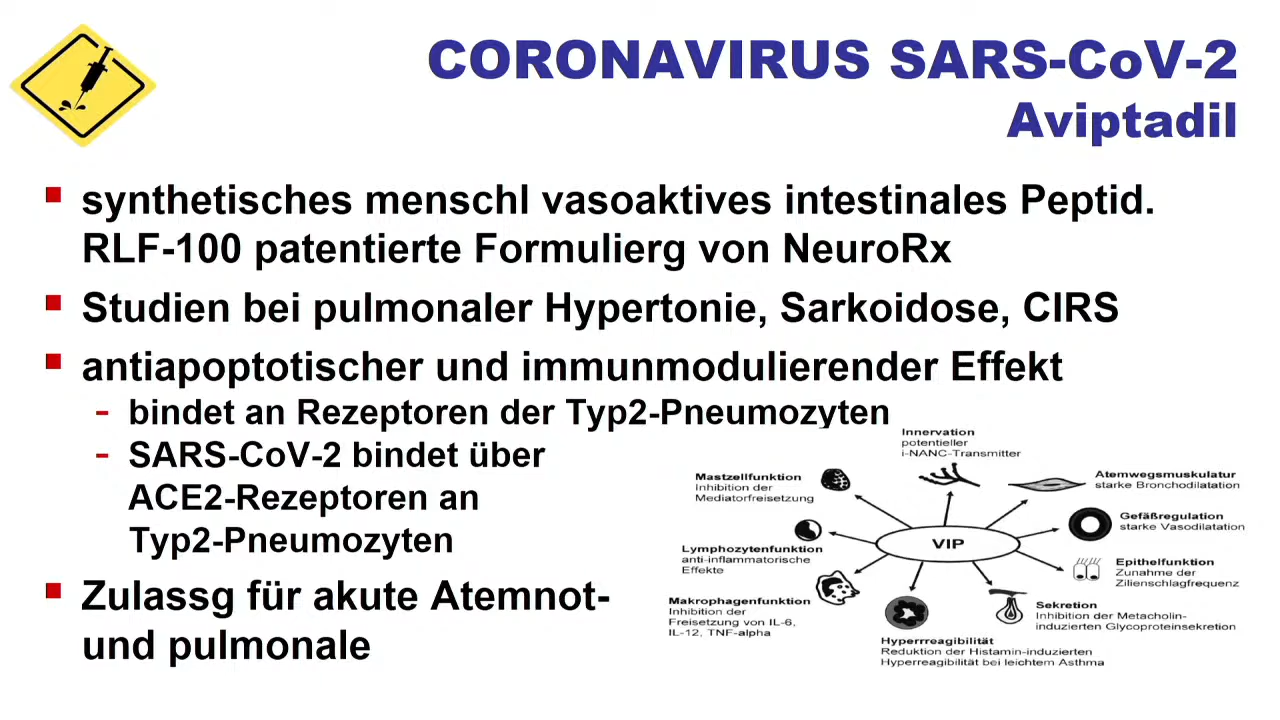 CORONAVIRUS SARS-CoV-2
Aviptadil
synthetisches menschl vasoaktives intestinales Peptid.
RLF-100 patentierte Formulierg von NeuroRx
Studien bei pulmonaler Hypertonie, Sarkoidose, CIRS
antiapoptotischer und immunmodulierender Effekt
- bindet an Rezeptoren der Typ2-Pneumozyten
- SARS-CoV-2 bindet über
ACE2-Rezeptoren an
Typ2-Pneumozyten
Zulassg für akute Atemnot-
und pulmonale
Innervation
potentieller
i-NANC-Transmitter
Mastzellfunktion
Inhibition der
Mediatorfreisetzung
Atemwegsmuskulatur
starke Bronchodilatation
Gefäßregulation
starke Vasodilatation
VIP
Lymphozytenfunktion
anti-inflammatorische
Effekte
Epithelfunktion
Zunahme der
Zilienschlagfrequenz
Makrophagenfunktion
Inhibition der
Freisetzung von IL-6,
IL-12, TNF-alpha
Sekretion
Inhibition der Metacholin-
induzierten Glycoproteinsekretion
Hyperrreagibilität
Reduktion der Histamin-induzierten
Hyperreagibilität bei leichtem Asthma